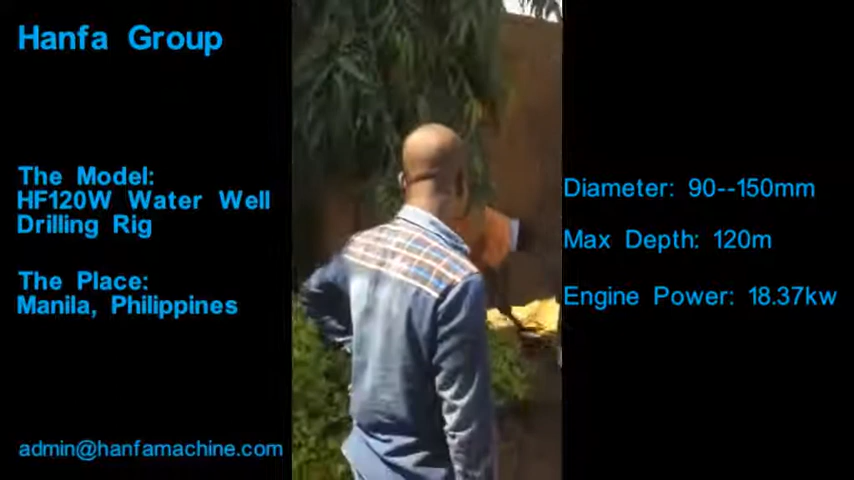 Hanfa Group
The Model:
HF120W Water Well
Drilling Rig
The Place:
Manila, Philippines
admin@hanfamachine.com
Diameter: 90--150mm
Max Depth: 120m
Engine Power: 18.37kw